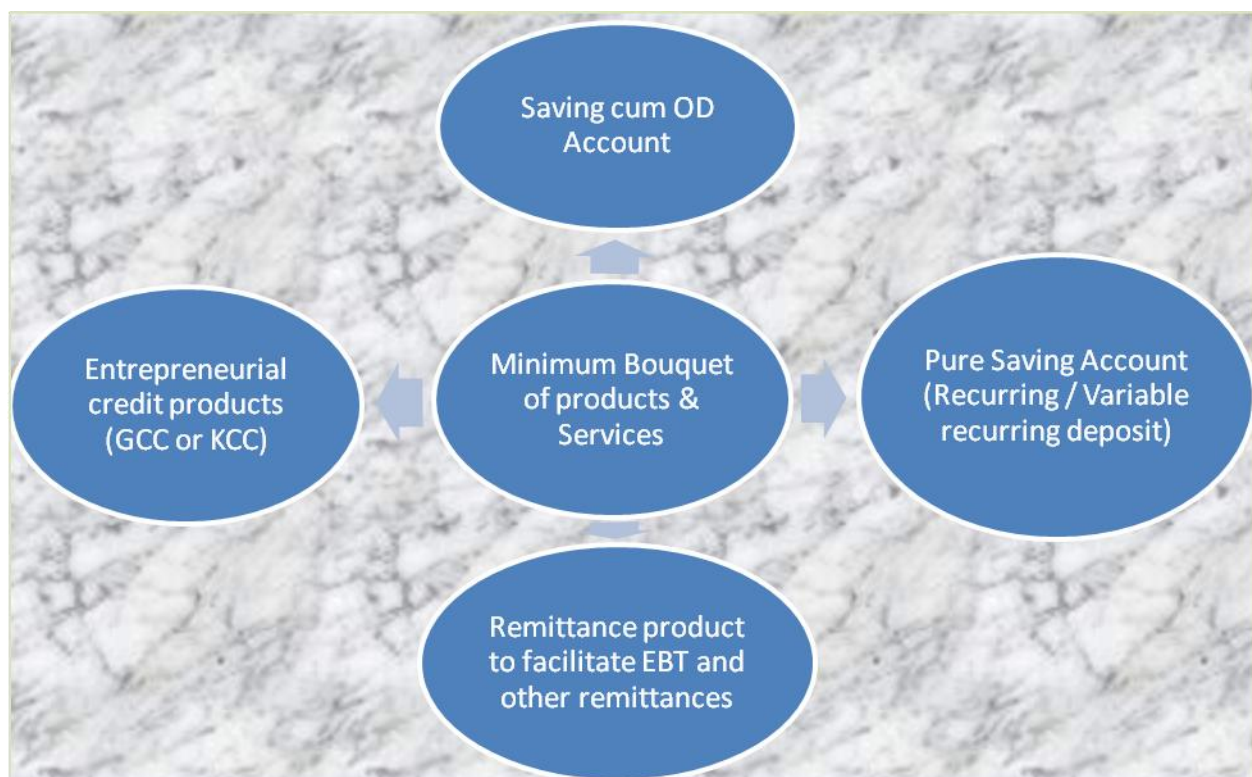 Saving cum OD
Account
Entrepreneurial
credit products
(GCC or KCC)
Minimum Bouquet
of products &
Services
Pure Saving Account
(Recurring / Variable
recurring deposit)
Remittance product
to facilitate EBT and
other remittances